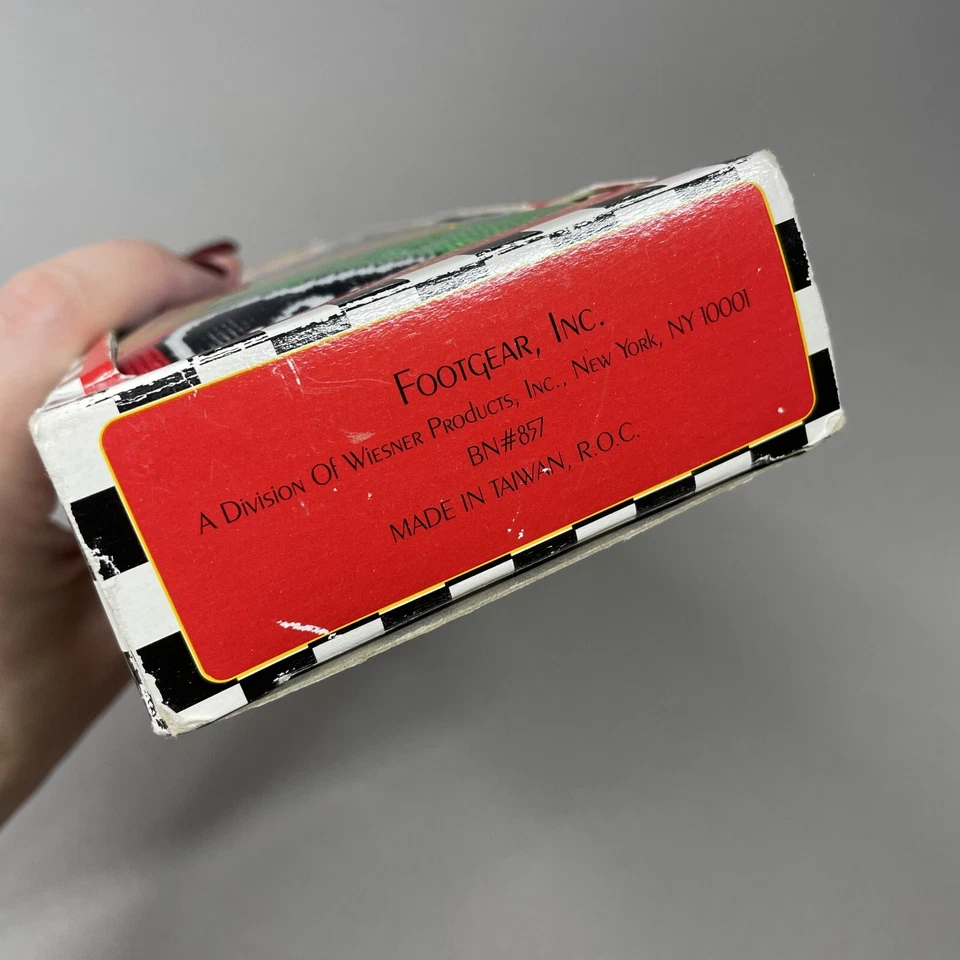 FOOTGEAR, INC.
A DIVISION OF WIESNER PRODUCTS, INC., NEW YORK, NY 10001
BN#857
MADE IN TAIWAN, R.O.C.